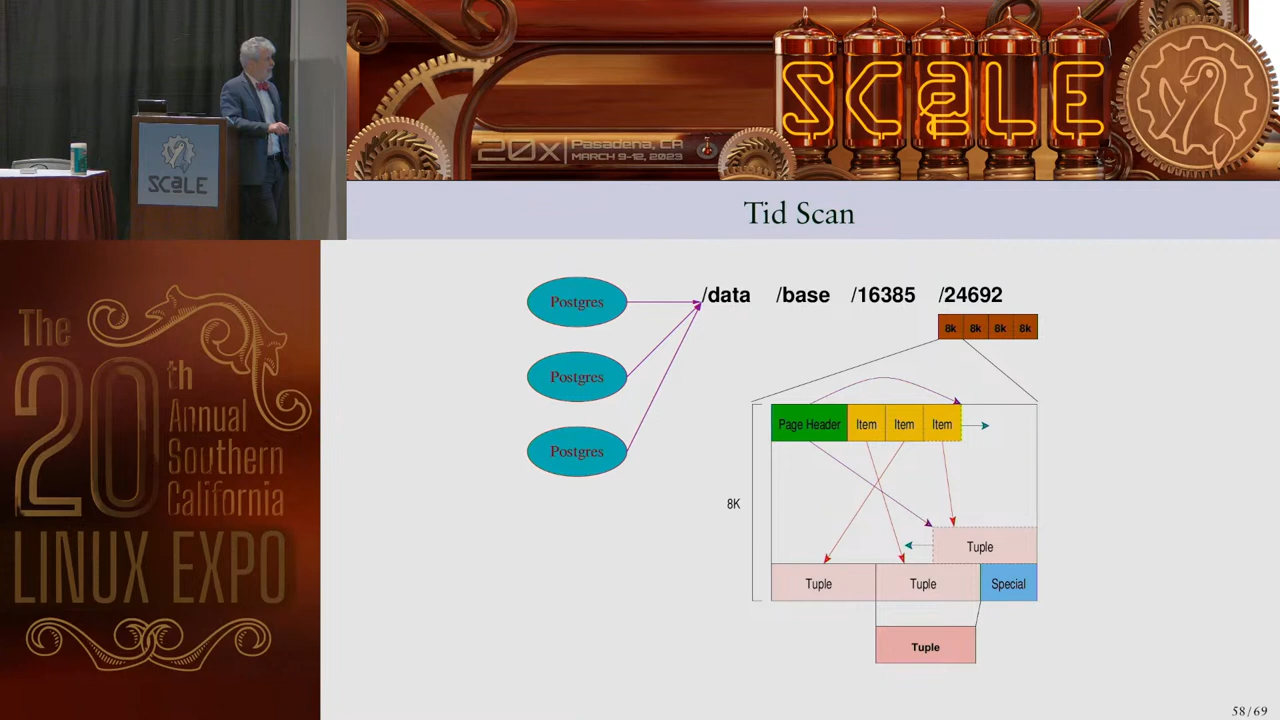 SCaLE
20x
Pasadena, CA
MARCH 9-12, 2023
SCaLE
Tid Scan
The
20th
Annual
Southern
California
LINUX EXPO
Postgres
Postgres
Postgres
/data /base /16385 /24692
8k 8k 8k 8k
Page Header Item Item Item
8K
Tuple
Tuple Tuple Special
Tuple
58/69